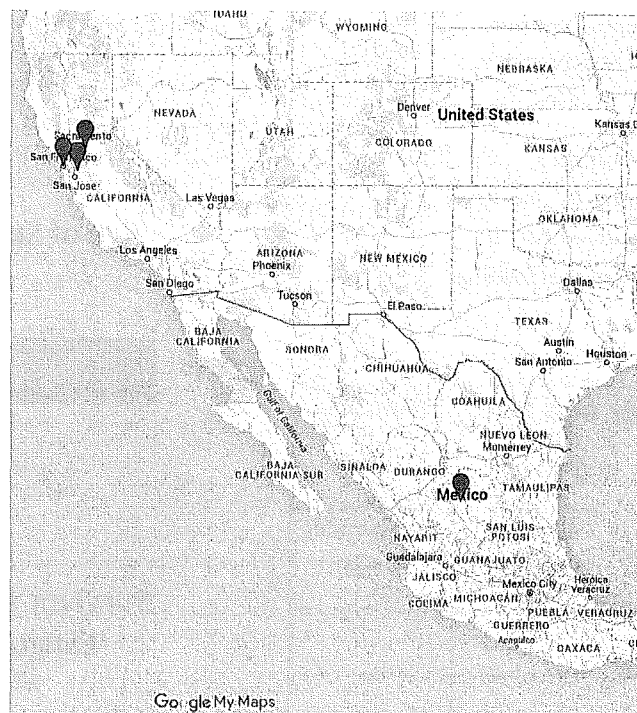 IDAHO
WYOMING
NEBRASKA
NEVADA
UTAH
Denver
United States
COLORADO
Kansas
KANSAS
Sacramento
San
San Jose
CALIFORNIA
Las Vegas
OKLAHOMA
Los Angeles
ARIZONA
Phoenix
NEW MEXICO
Dallas
San Diego
Tucson
El Paso
TEXAS
BAJA
CALIFORNIA
SONORA
Austin
San Antonio
Houston
CHIHUAHUA
COAHUILA
Gulf of California
NUEVO LEON
Monterrey
BAJA
CALIFORNIA SUR
SINALOA
DURANGO
Mexico
TAMAULIPAS
SAN LUIS
POTOSI
NAYARIT
Guadalajara
GUANAJUATO
JALISCO
Mexico City
Heroica
Veracruz
COLIMA
MICHOACAN
PUEBLA
VERACRUZ
GUERRERO
Acapulco
OAXACA
Google My Maps